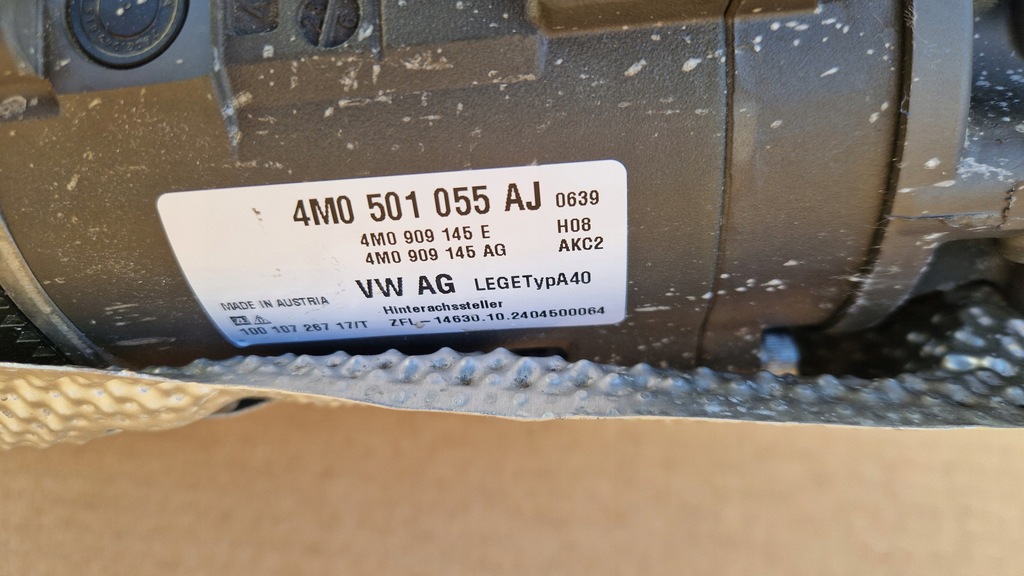 4M0 501 055 AJ 0639
4M0 909 145 E H08
4M0 909 145 AG AKC2
VW AG LEGETypA40
MADE IN AUSTRIA Hinterachssteller
ZFL-14630.10.2404500064
100 107 267 17/T